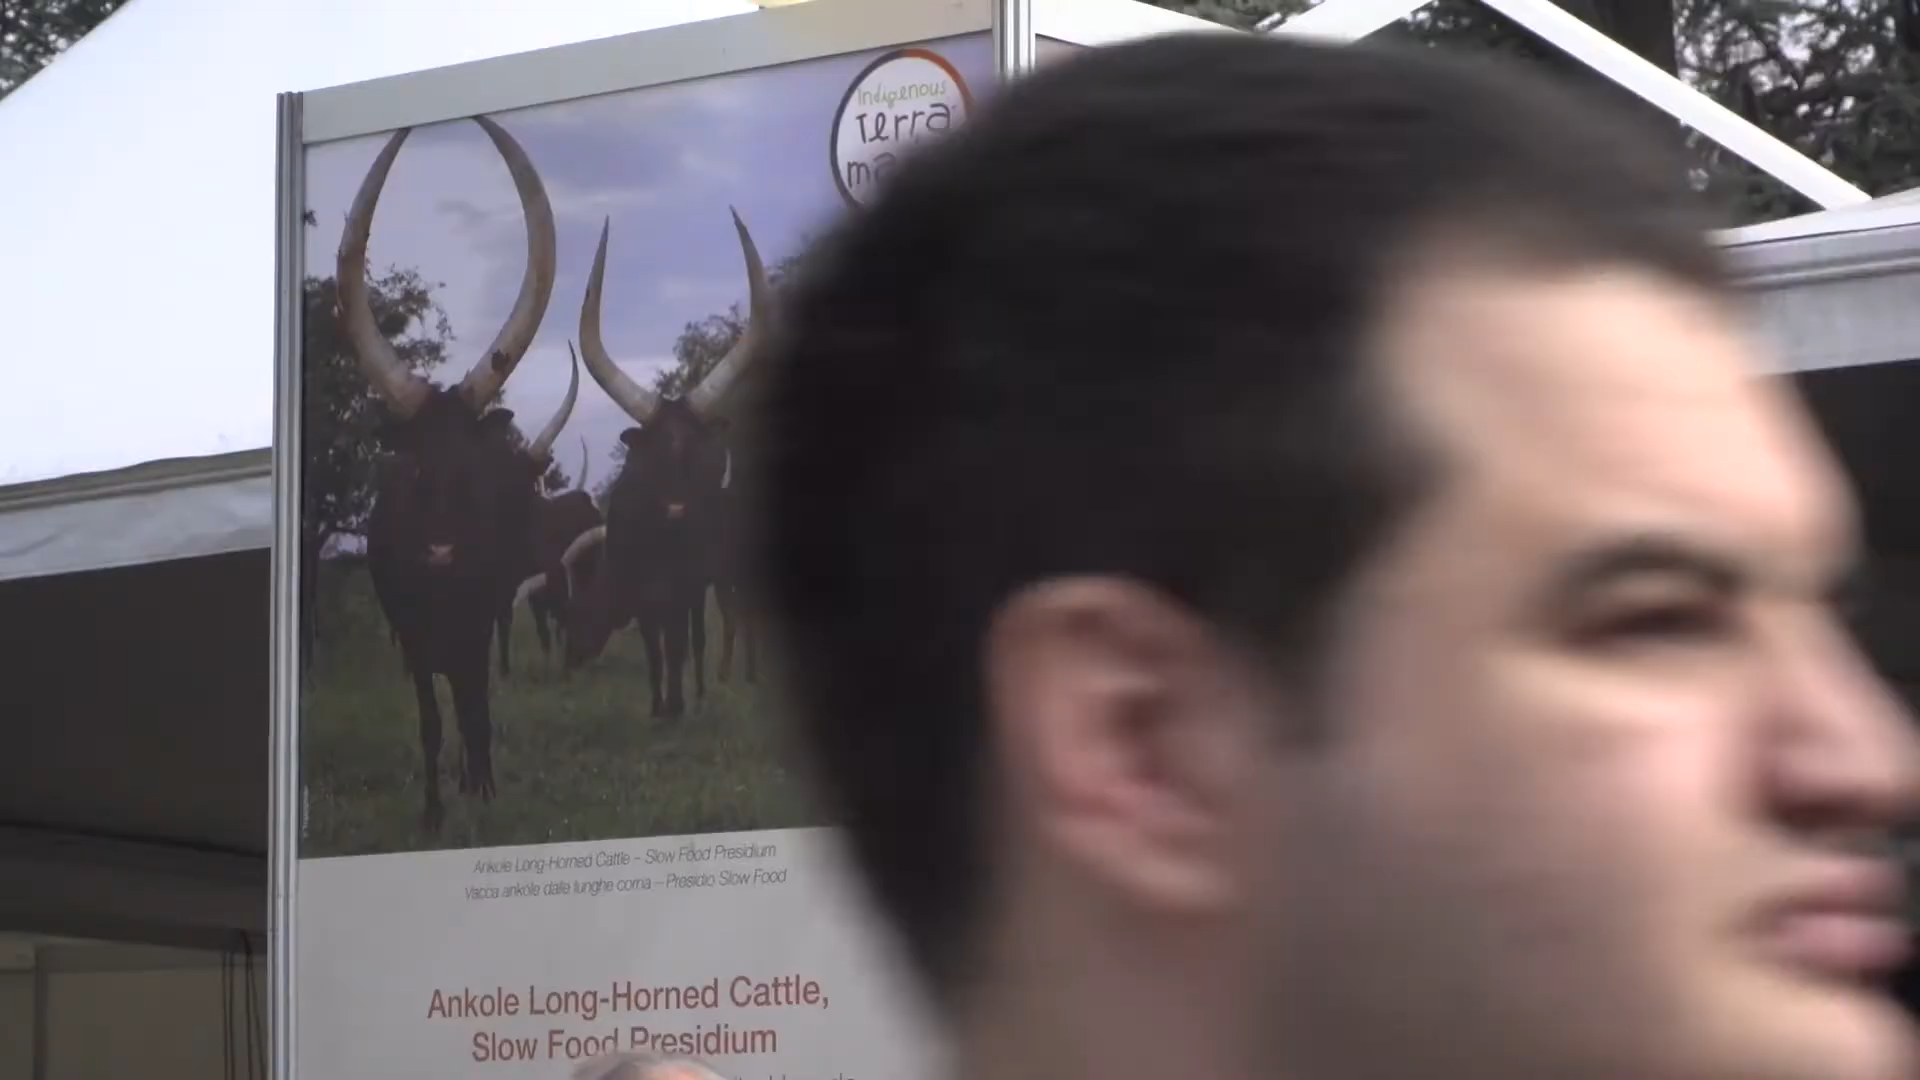 Indigenous
Terra
Ankole Long-Horned Cattle – Slow Food Presidium
Vacca ankole dalle lunghe corna – Presidio Slow Food
Ankole Long-Horned Cattle,
Slow Food Presidium